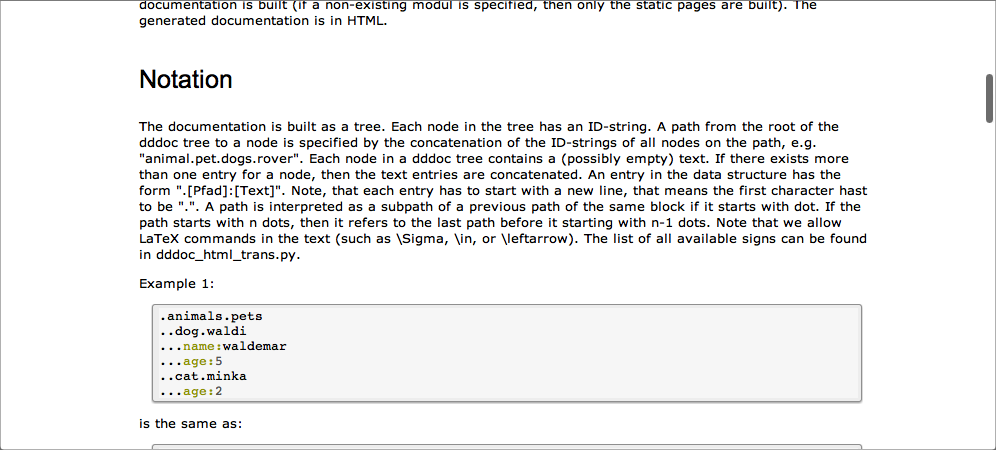 documentation is built (if a non-existing modul is specified, then only the static pages are built). The
generated documentation is in HTML.
Notation
The documentation is built as a tree. Each node in the tree has an ID-string. A path from the root of the
dddoc tree to a node is specified by the concatenation of the ID-strings of all nodes on the path, e.g.
"animal.pet.dogs.rover". Each node in a dddoc tree contains a (possibly empty) text. If there exists more
than one entry for a node, then the text entries are concatenated. An entry in the data structure has the
form ".[Pfad]:[Text]". Note, that each entry has to start with a new line, that means the first character hast
to be ".". A path is interpreted as a subpath of a previous path of the same block if it starts with dot. If the
path starts with n dots, then it refers to the last path before it starting with n-1 dots. Note that we allow
LaTeX commands in the text (such as \Sigma, \in, or \leftarrow). The list of all available signs can be found
in dddoc_html_trans.py.
Example 1:
.animals.pets
..dog.waldi
...name:waldemar
...age:5
..cat.minka
...age:2
is the same as: